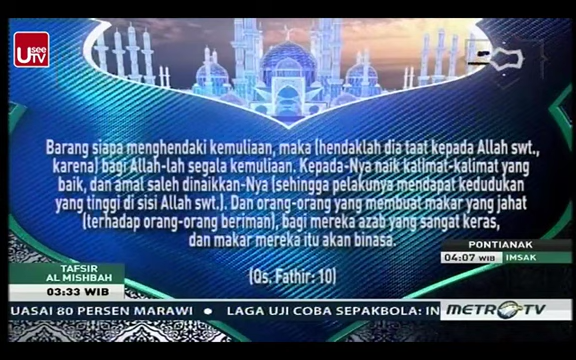 Usee
TV
Barang siapa menghendaki kemuliaan, maka (hendaklah dia taat kepada Allah swt.,
karena) bagi Allah-lah segala kemuliaan. Kepada-Nya naik kalimat-kalimat yang
baik, dan amal saleh dinaikkan-Nya (sehingga pelakunya mendapat kedudukan
yang tinggi di sisi Allah swt.). Dan orang-orang yang membuat makar yang jahat
(terhadap orang-orang beriman), bagi mereka azab yang sangat keras,
dan makar mereka itu akan binasa.
(Qs. Fathir: 10)
PONTIANAK
04:07 WIB IMSAK
TAFSIR
AL MISHBAH
03:33 WIB
UASAI 80 PERSEN MARAWI • LAGA UJI COBA SEPAKBOLA: IN
METRO TV